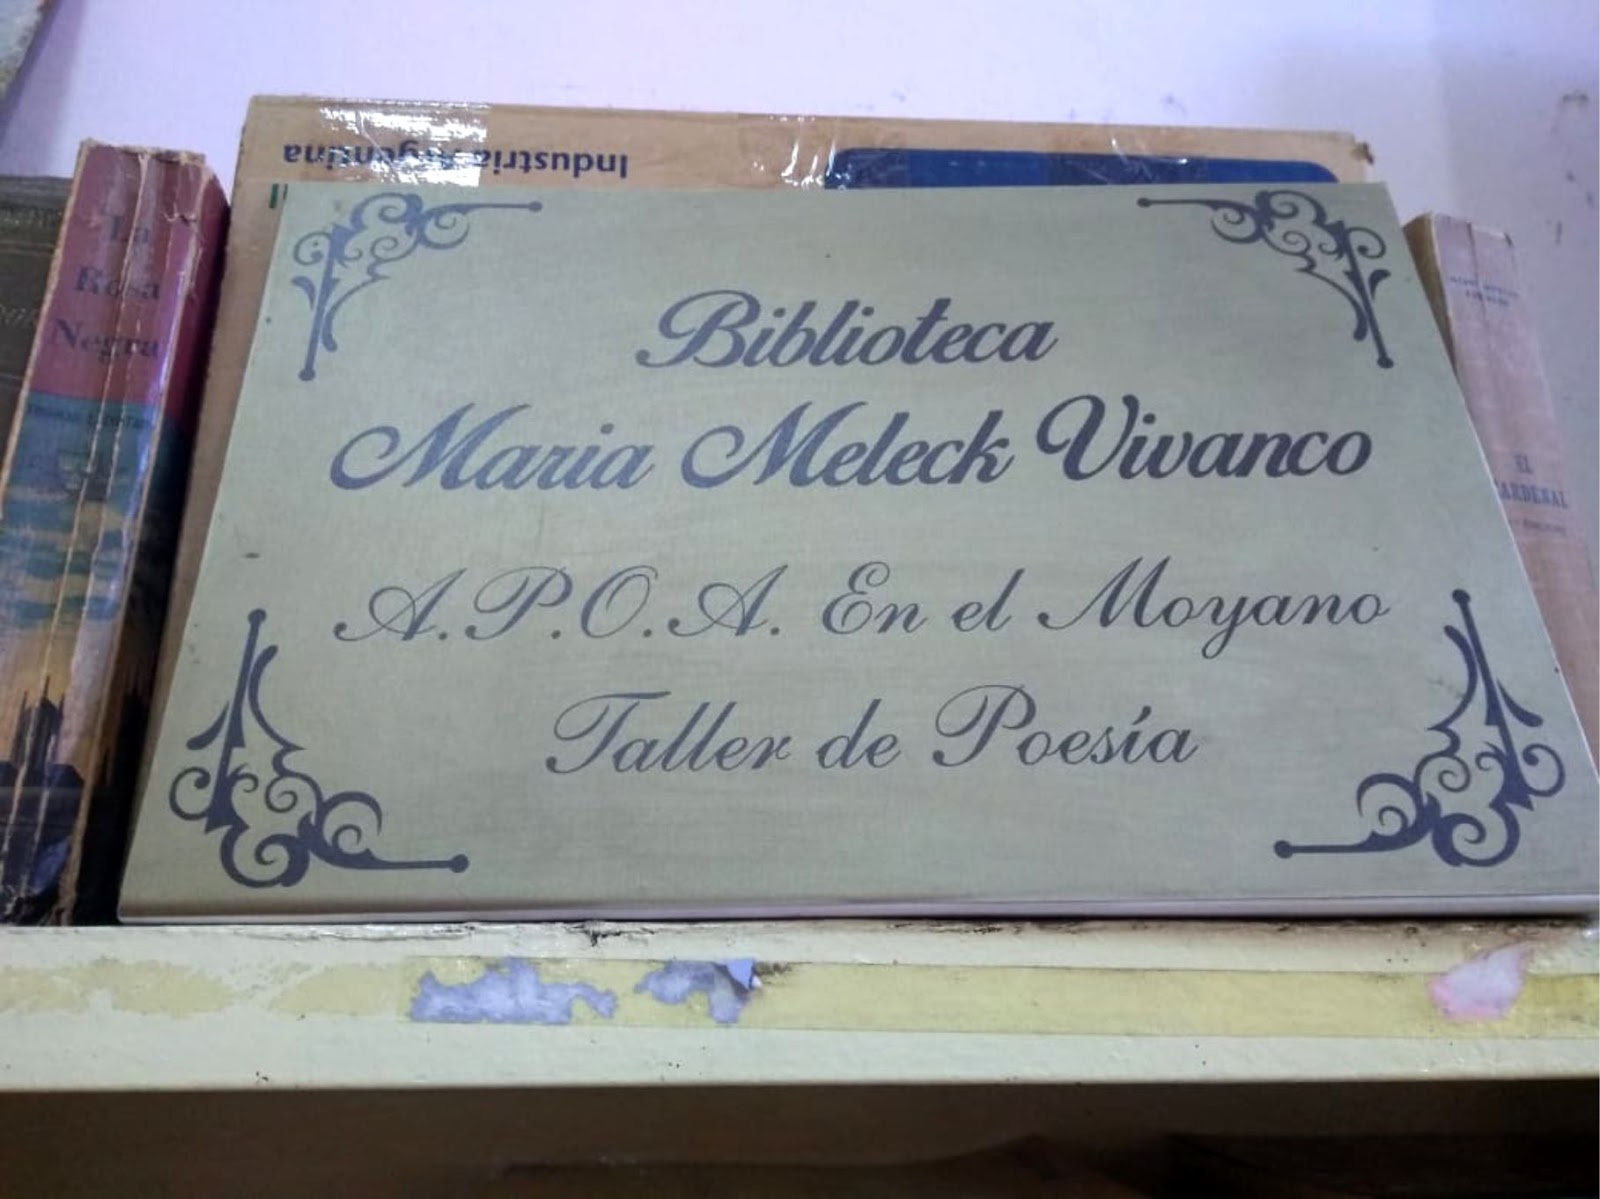 Industria Argentina
La
Rosa
Negra
Biblioteca
Maria Meleck Vivanco
A.P.O.A. En el Moyano
Taller de Poesía
EL
CARDENAL